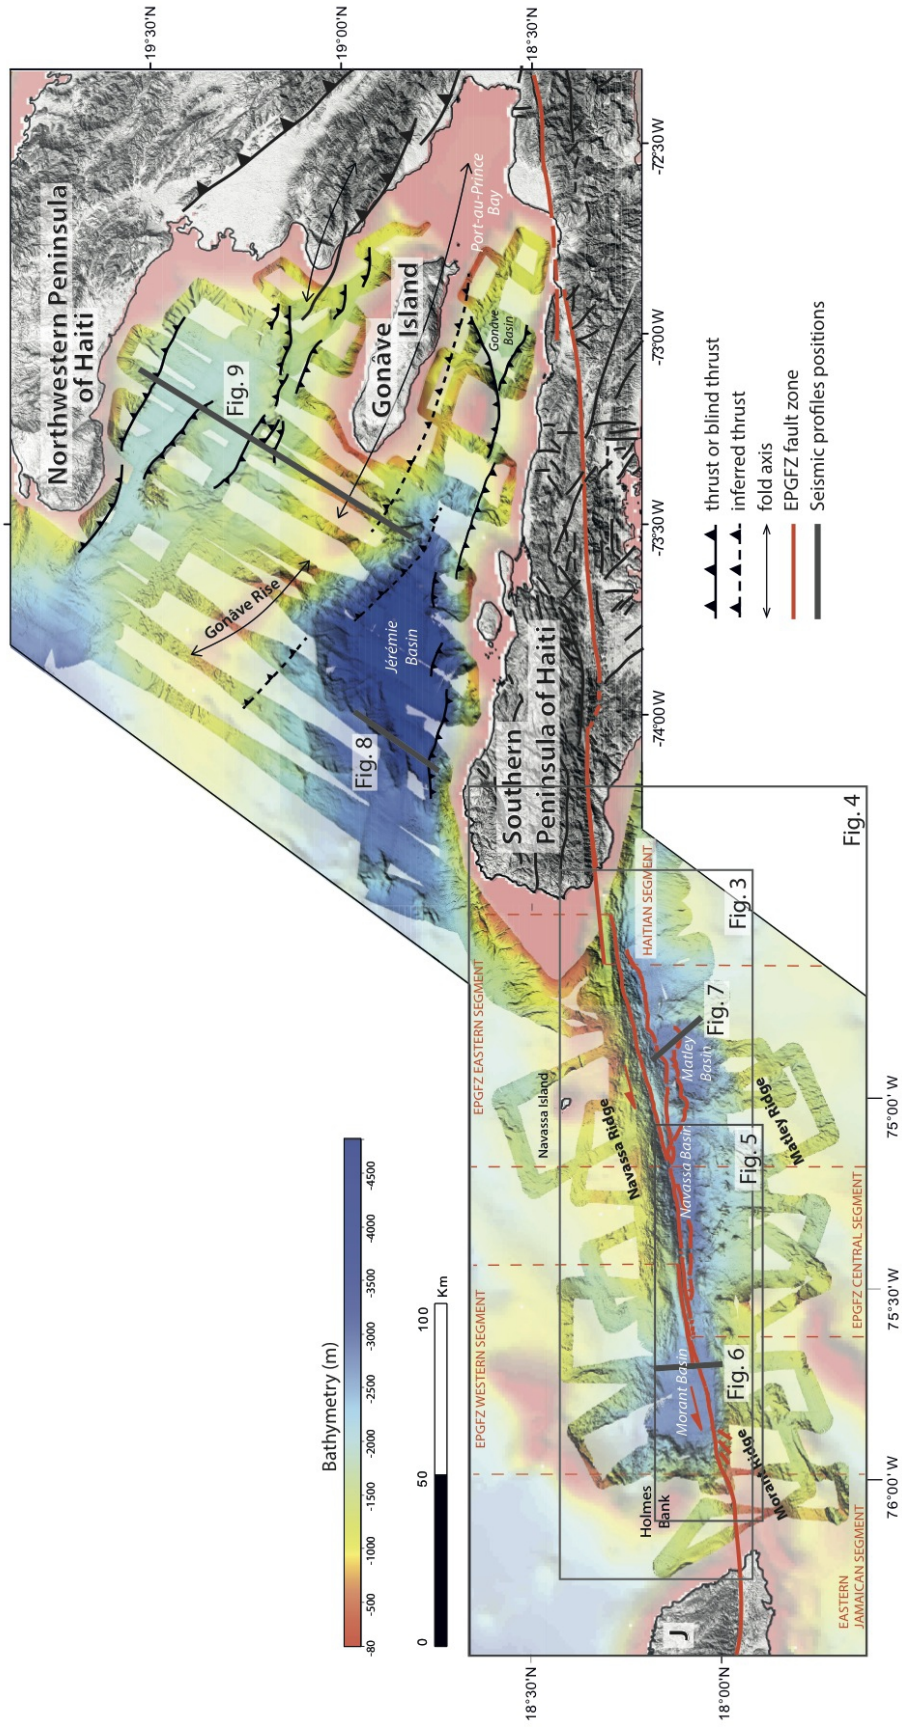 19°30'N
19°00'N
18°30'N
Northwestern Peninsula
of Haiti
Fig. 9
Gonâve
Island
Port-au-Prince
Bay
Gonâve
Basin
Gonâve Rise
Jérémie
Basin
Fig. 8
Southern
Peninsula of Haiti
-72°30'W
-73°00'W
-73°30'W
-74°00'W
thrust or blind thrust
inferred thrust
fold axis
EPGFZ fault zone
Seismic profiles positions
Fig. 4
Fig. 3
HAITIAN SEGMENT
EPGFZ EASTERN SEGMENT
Fig. 7
Matley
Basin
Navassa Island
Navassa Ridge
Matley Ridge
Navassa Basin
Fig. 5
EPGFZ WESTERN SEGMENT
EPGFZ CENTRAL SEGMENT
Morant Basin
Fig. 6
Holmes
Bank
Morant Ridge
EASTERN
JAMAICAN SEGMENT
J
75°00' W
75°30' W
76°00' W
18°30'N
18°00'N
Bathymetry (m)
-80
-500
-1000
-1500
-2000
-2500
-3000
-3500
-4000
-4500
0
50
100
Km